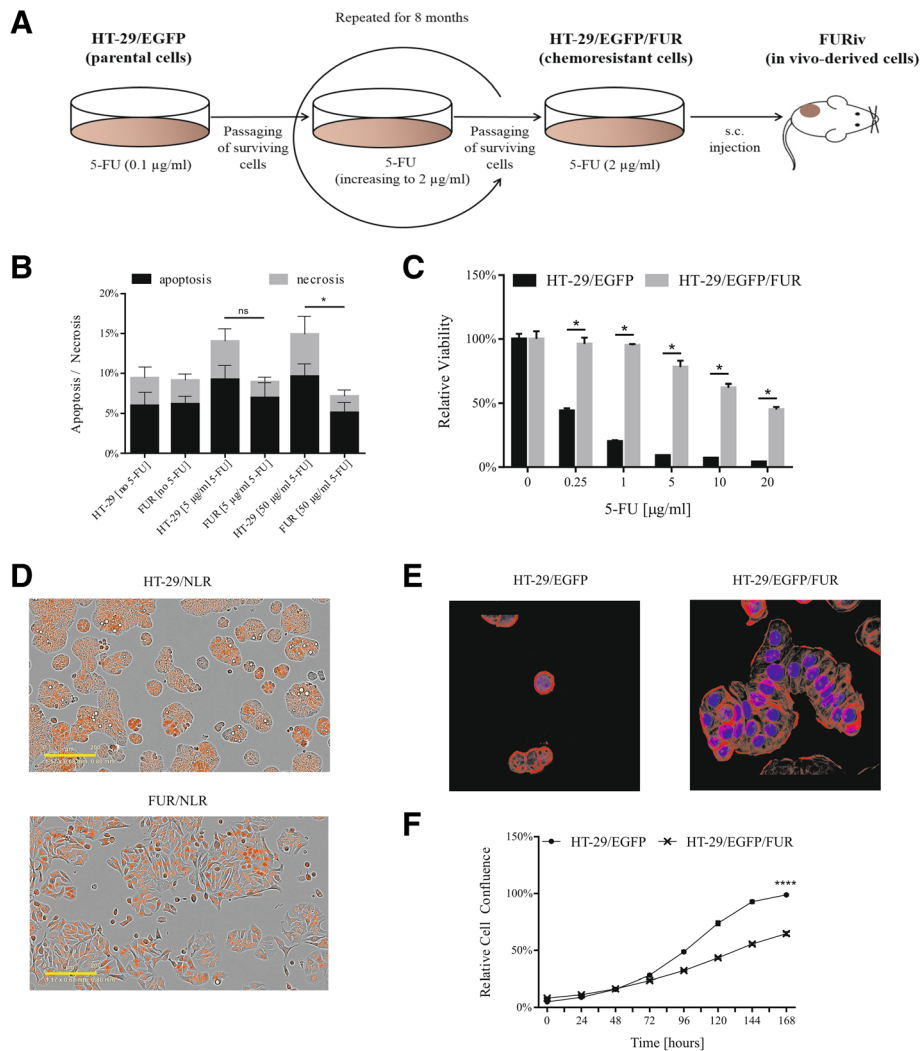 A
Repeated for 8 months
HT-29/EGFP
(parental cells)
HT-29/EGFP/FUR
(chemoresistant cells)
FURiv
(in vivo-derived cells)
5-FU (0.1 µg/ml)
Passaging
of surviving
cells
5-FU
(increasing to 2 µg/ml)
Passaging
of surviving
cells
5-FU (2 µg/ml)
s.c.
injection
B
apoptosis
necrosis
Apoptosis / Necrosis
20%
15%
10%
5%
0%
ns
*
HT-29 [no 5-FU]
FUR [no 5-FU]
HT-29 [5 µg/ml 5-FU]
FUR [5 µg/ml 5-FU]
HT-29 [50 µg/ml 5-FU]
FUR [50 µg/ml 5-FU]
C
HT-29/EGFP
HT-29/EGFP/FUR
Relative Viability
150%
100%
50%
0%
*
*
*
*
*
0
0.25
1
5
10
20
5-FU [µg/ml]
D
HT-29/NLR
FUR/NLR
E
HT-29/EGFP
HT-29/EGFP/FUR
F
HT-29/EGFP
HT-29/EGFP/FUR
Relative Cell Confluence
150%
100%
50%
0%
****
0
24
48
72
96
120
144
168
Time [hours]